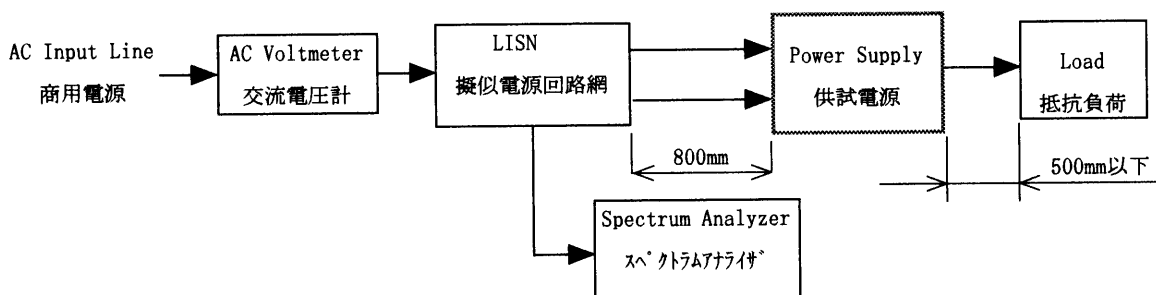 AC Input Line
商用電源
AC Voltmeter
交流電圧計
LISN
擬似電源回路網
Power Supply
供試電源
Load
抵抗負荷
800mm
500mm以下
Spectrum Analyzer
ｽﾍﾟｸﾄﾗﾑｱﾅﾗｲｻﾞ